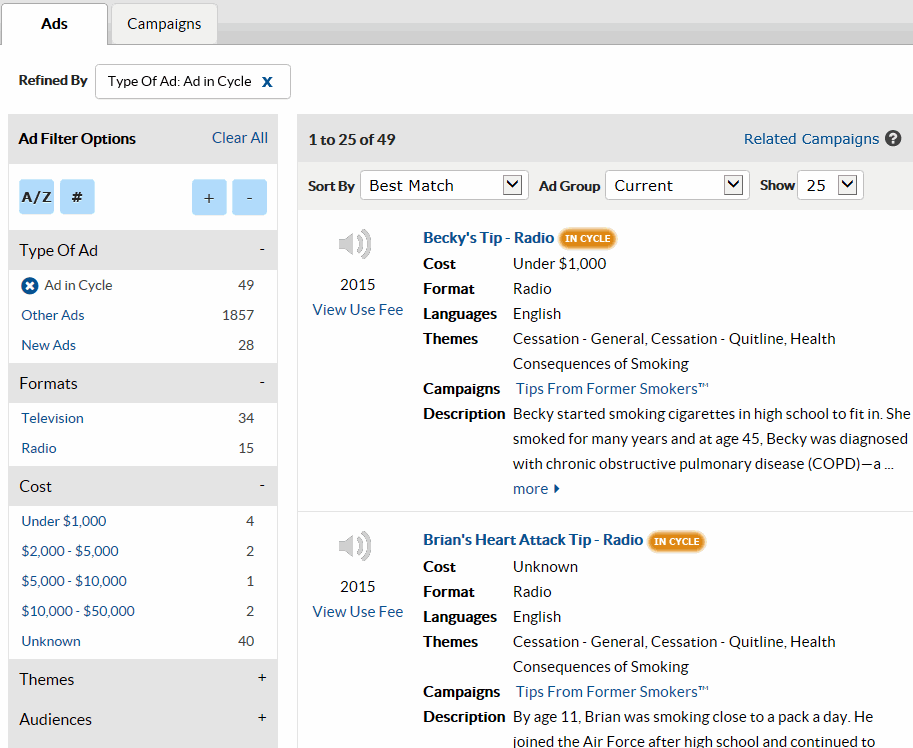 Ads Campaigns
Refined By Type Of Ad: Ad in Cycle x
Ad Filter Options Clear All
A/Z # + -
Type Of Ad -
Ad in Cycle 49
Other Ads 1857
New Ads 28
Formats -
Television 34
Radio 15
Cost -
Under $1,000 4
$2,000 - $5,000 2
$5,000 - $10,000 1
$10,000 - $50,000 2
Unknown 40
Themes +
Audiences +
1 to 25 of 49 Related Campaigns ?
Sort By Best Match Ad Group Current Show 25
Becky's Tip - Radio IN CYCLE
2015
View Use Fee
Cost Under $1,000
Format Radio
Languages English
Themes Cessation - General, Cessation - Quitline, Health
Consequences of Smoking
Campaigns Tips From Former Smokers™
Description Becky started smoking cigarettes in high school to fit in. She
smoked for many years and at age 45, Becky was diagnosed
with chronic obstructive pulmonary disease (COPD)—a ...
more
Brian's Heart Attack Tip - Radio IN CYCLE
2015
View Use Fee
Cost Unknown
Format Radio
Languages English
Themes Cessation - General, Cessation - Quitline, Health
Consequences of Smoking
Campaigns Tips From Former Smokers™
Description By age 11, Brian was smoking close to a pack a day. He
joined the Air Force after high school and continued to